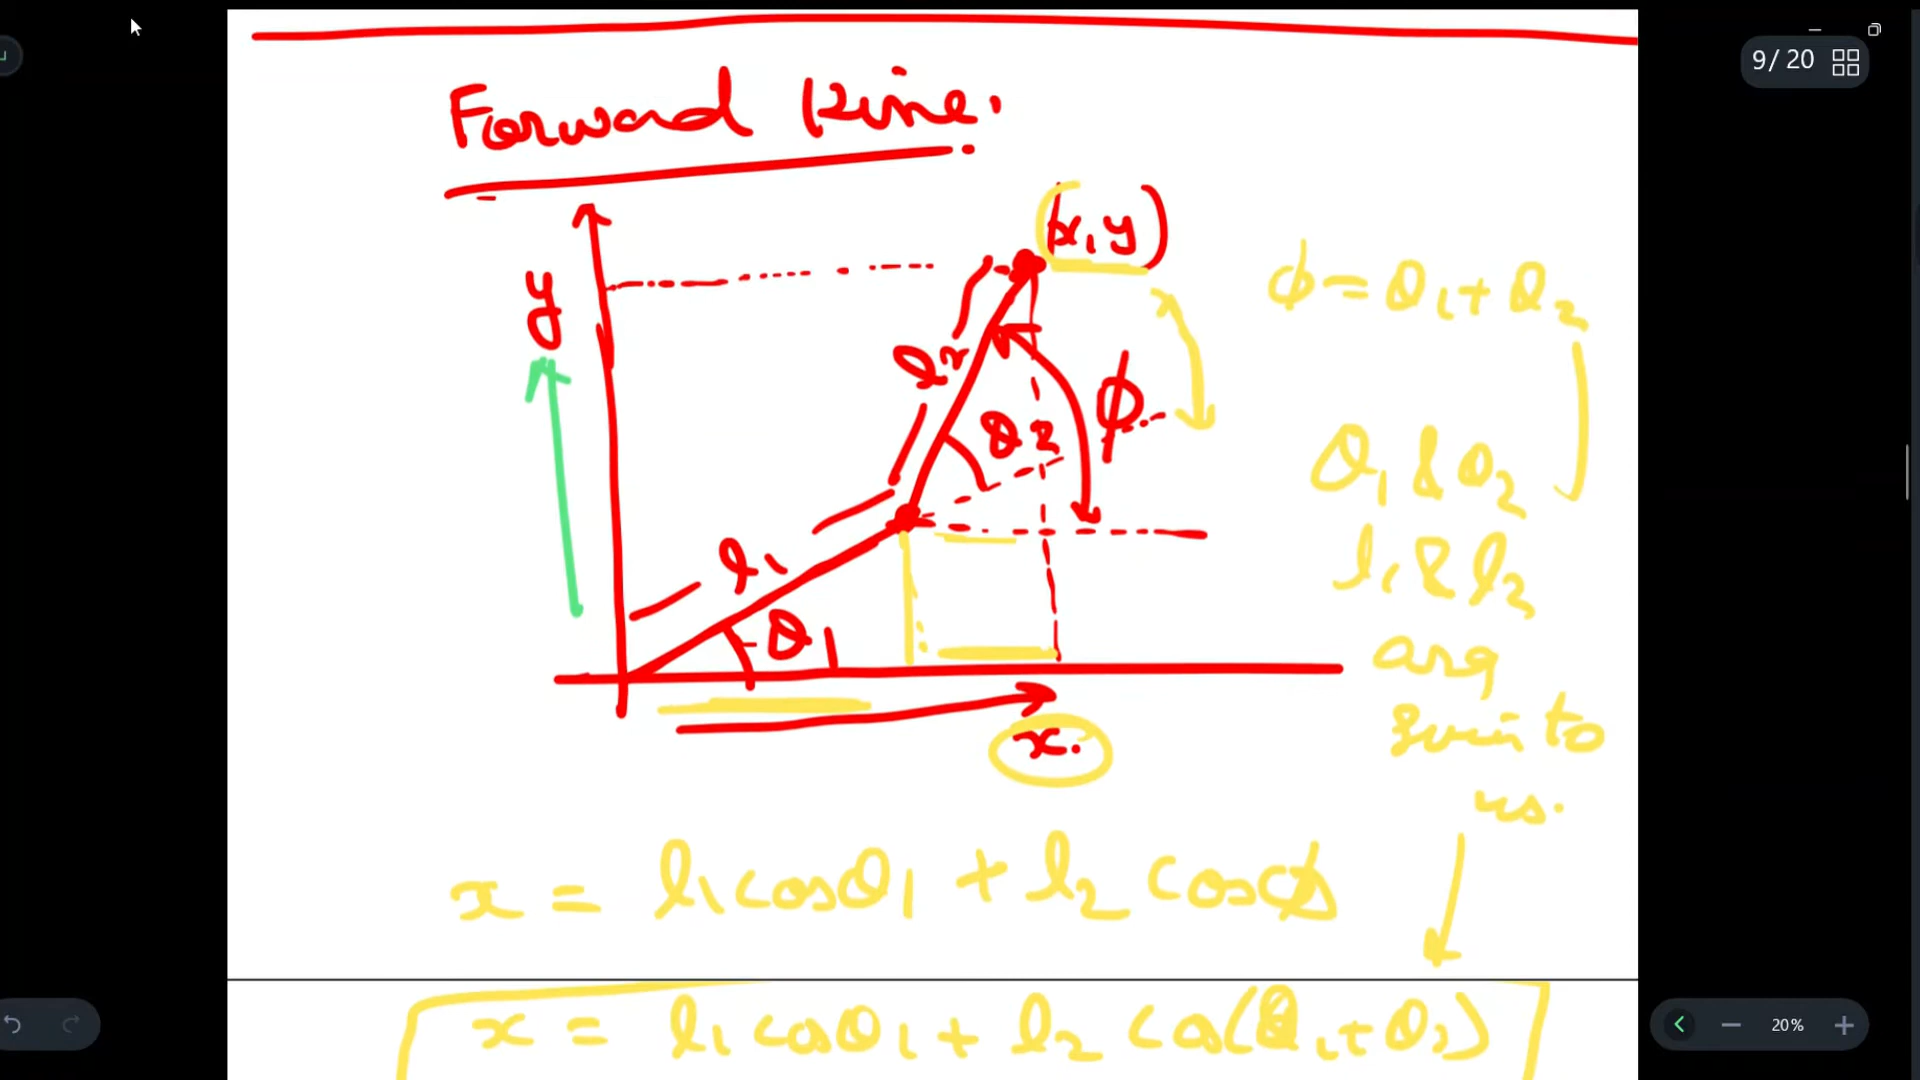 9/ 20
Forward Kine.
(x, y)
ϕ = θ1 + θ2
y
l2
θ2
ϕ
θ1 & θ2
l1
l1 & l2
θ1
are
given to
us.
x.
x = l1 cosθ1 + l2 cosϕ
x = l1 cosθ1 + l2 cos(θ1+θ2)
20%